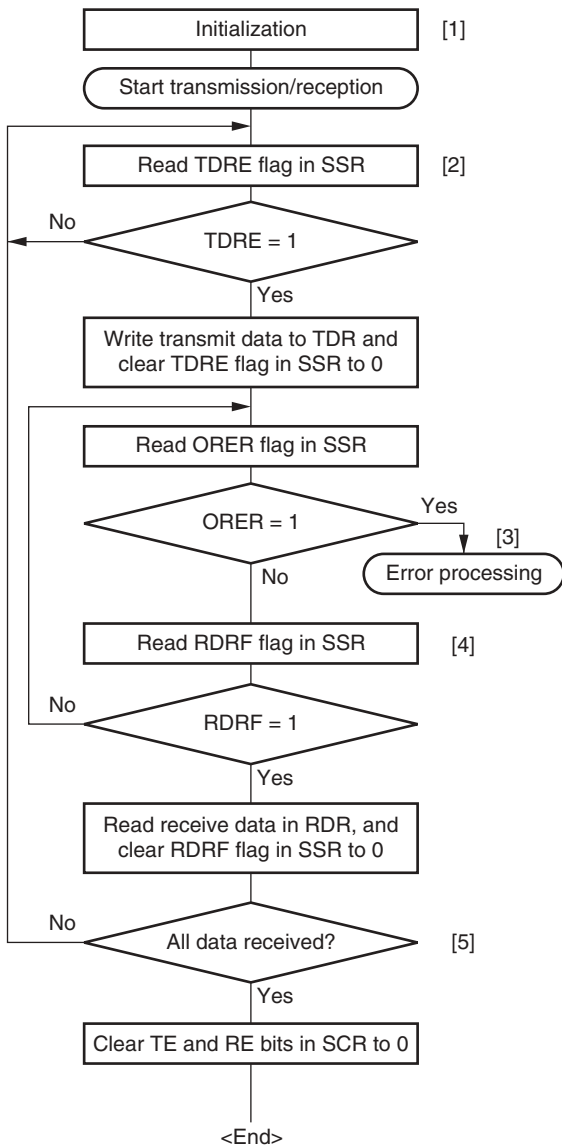 Initialization
[1]
Start transmission/reception
Read TDRE flag in SSR
[2]
No
TDRE = 1
Yes
Write transmit data to TDR and
clear TDRE flag in SSR to 0
Read ORER flag in SSR
Yes
ORER = 1
[3]
Error processing
No
Read RDRF flag in SSR
[4]
No
RDRF = 1
Yes
Read receive data in RDR, and
clear RDRF flag in SSR to 0
No
All data received?
[5]
Yes
Clear TE and RE bits in SCR to 0
<End>